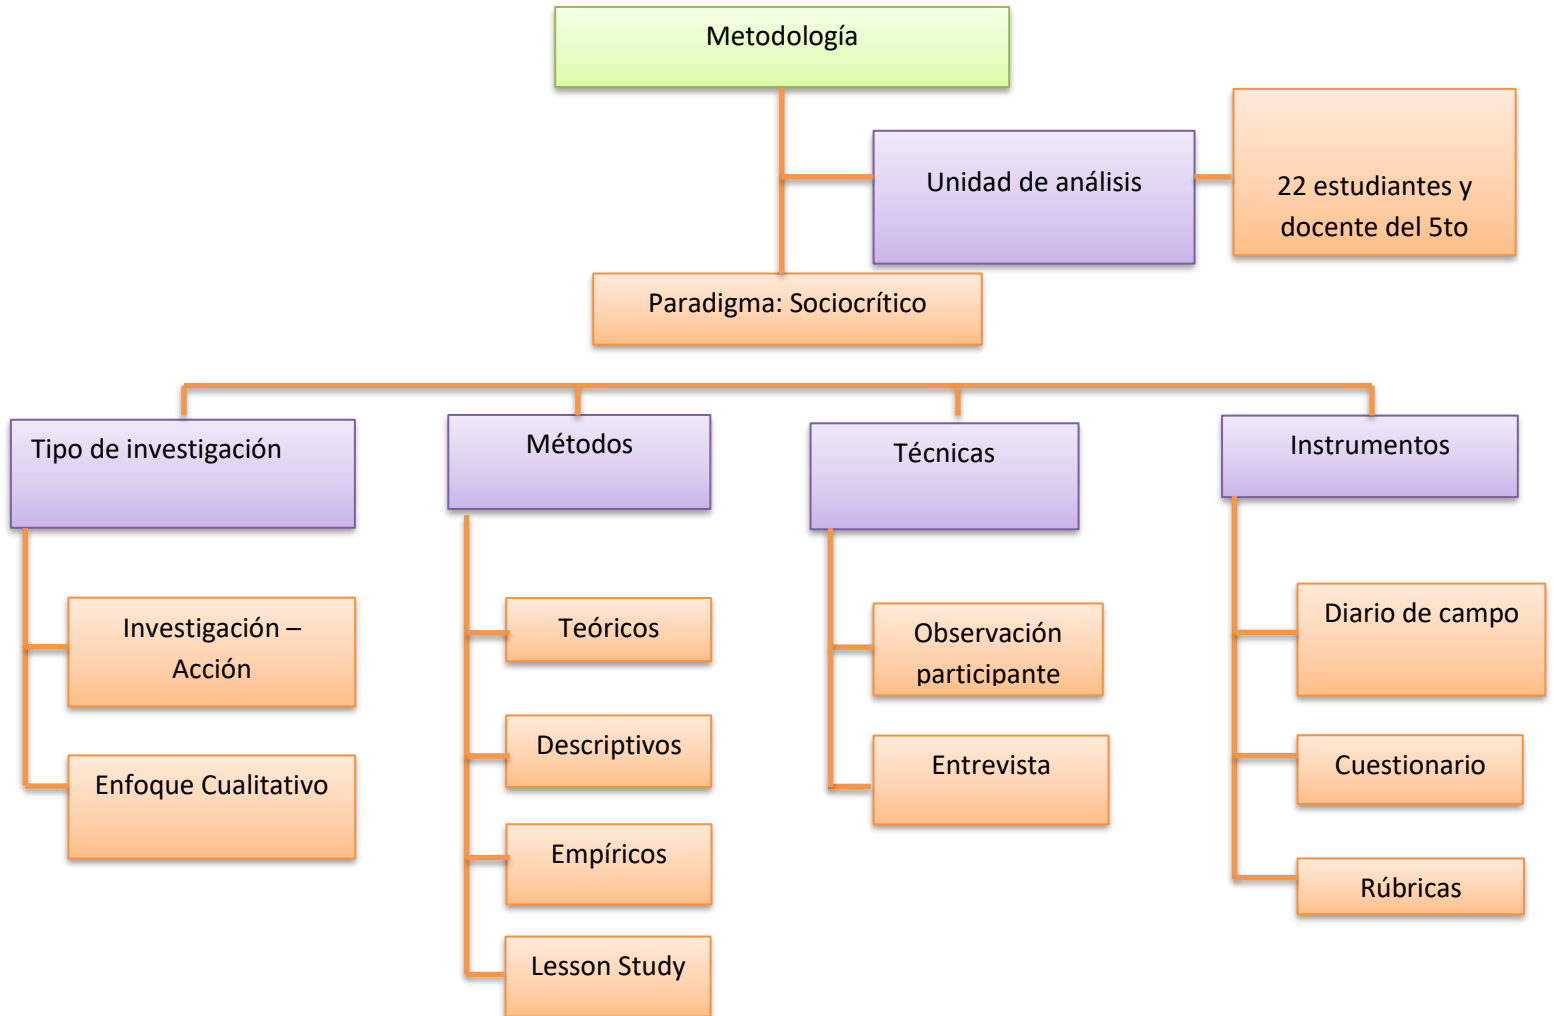 Metodología
Unidad de análisis
22 estudiantes y
docente del 5to
Paradigma: Sociocrítico
Tipo de investigación
Métodos
Técnicas
Instrumentos
Investigación –
Acción
Enfoque Cualitativo
Teóricos
Descriptivos
Empíricos
Lesson Study
Observación
participante
Entrevista
Diario de campo
Cuestionario
Rúbricas